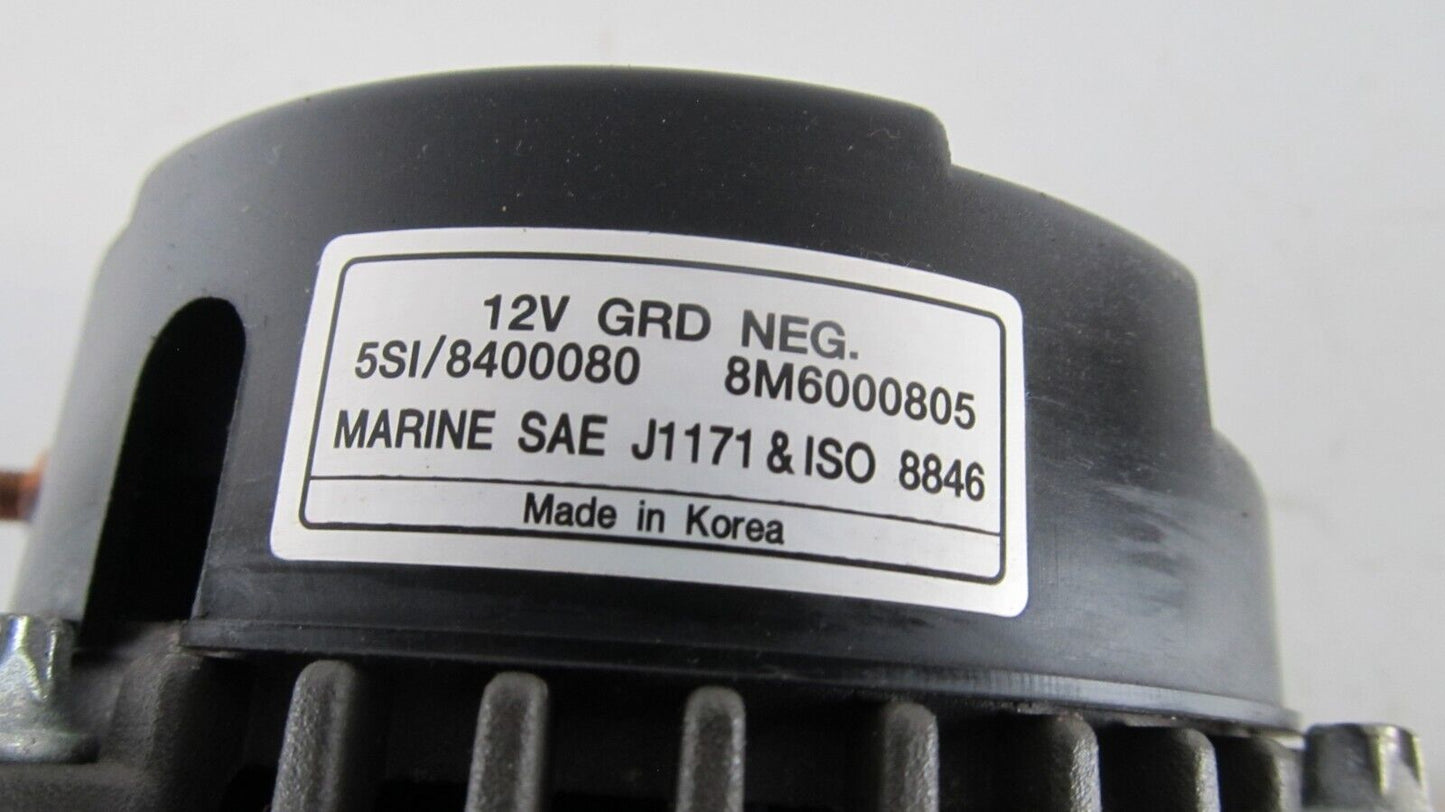 12V GRD NEG.
5SI/8400080 8M6000805
MARINE SAE J1171 & ISO 8846
Made in Korea